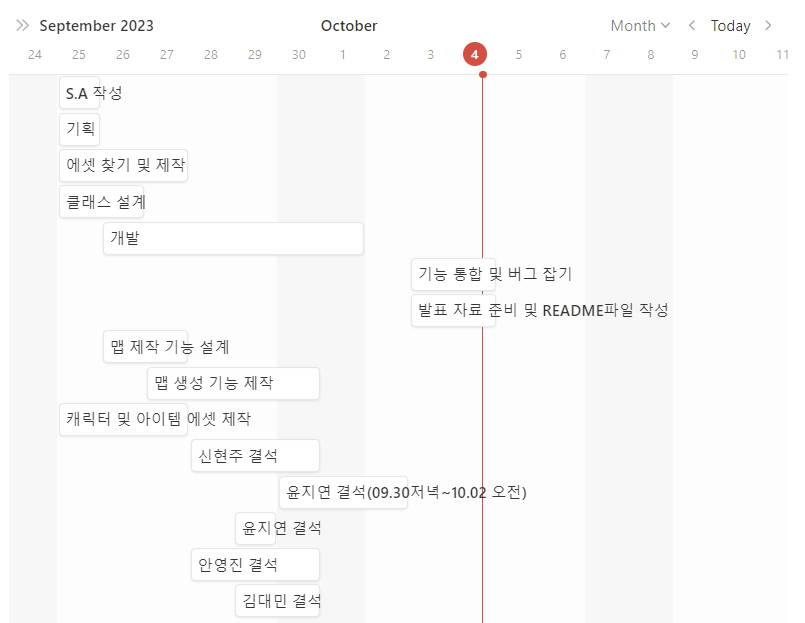 September 2023 October Month Today
24 25 26 27 28 29 30 1 2 3 4 5 6 7 8 9 10 11
S.A 작성
기획
에셋 찾기 및 제작
클래스 설계
개발
기능 통합 및 버그 잡기
발표 자료 준비 및 README파일 작성
맵 제작 기능 설계
맵 생성 기능 제작
캐릭터 및 아이템 에셋 제작
신현주 결석
윤지연 결석(09.30저녁~10.02 오전)
윤지연 결석
안영진 결석
김대민 결석